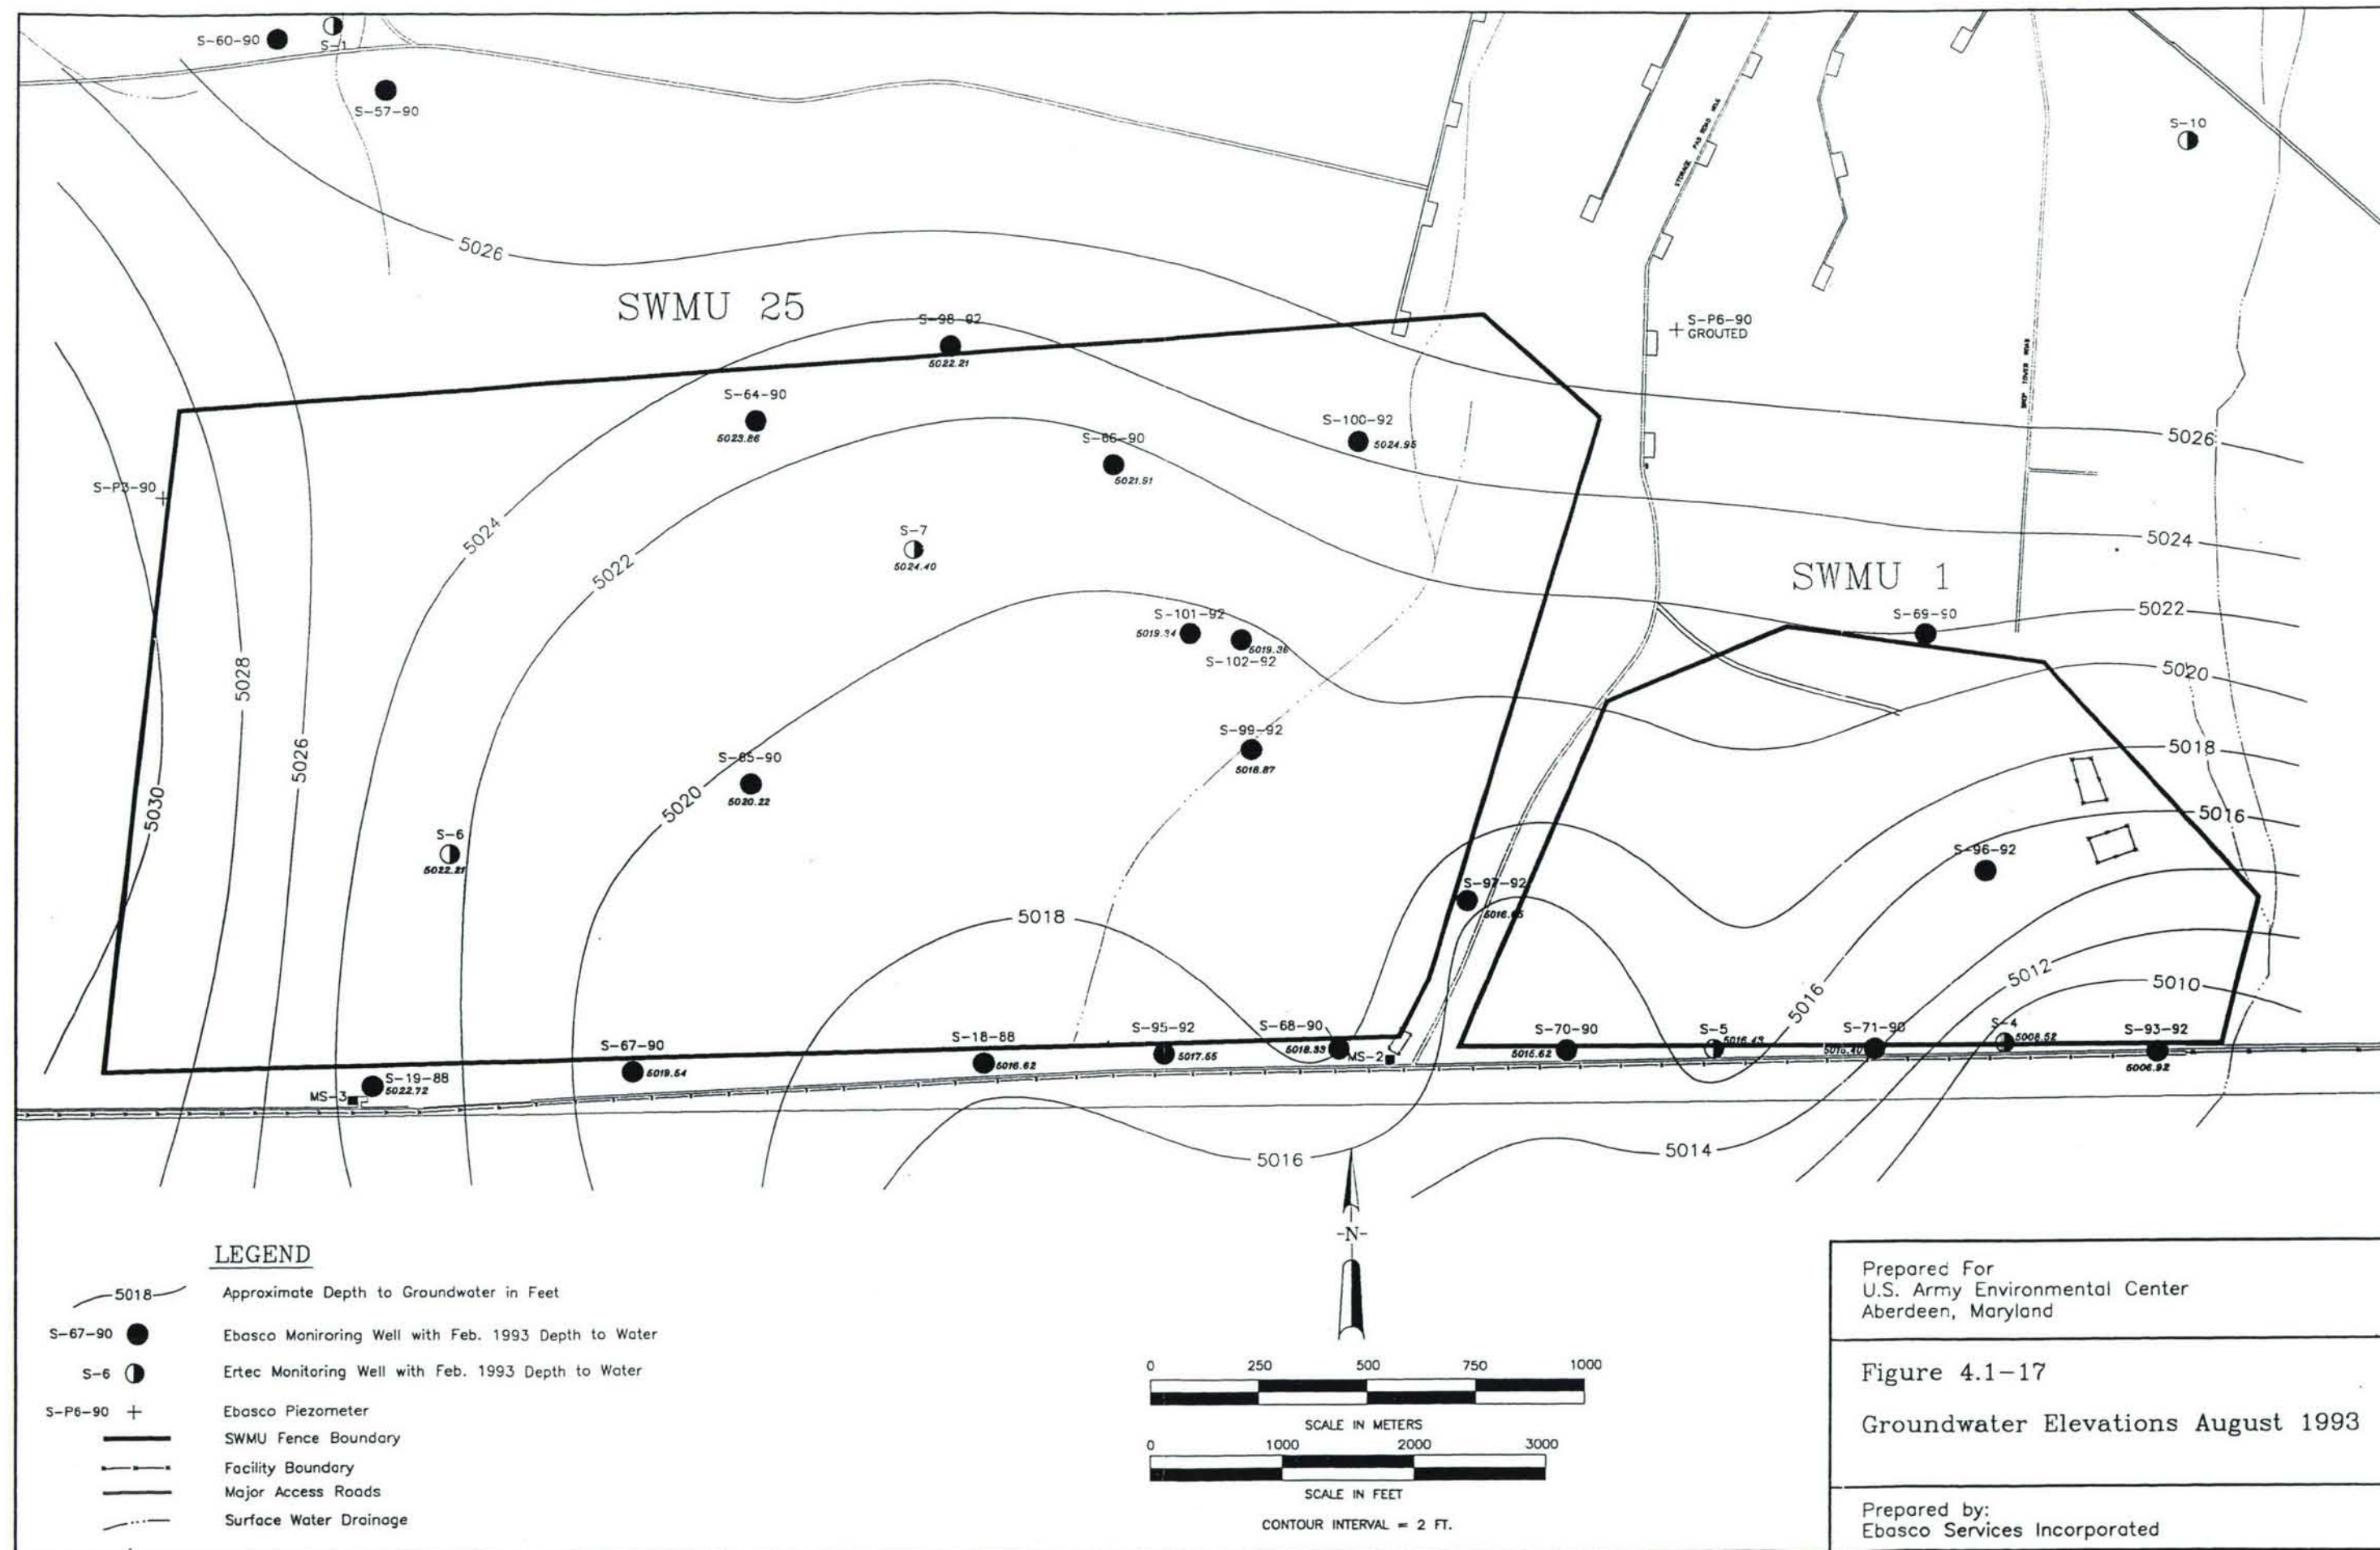 S-60-90
S-1
S-57-90
S-10
STORAGE PAD ROAD NO.6
5026
SWMU 25
S-98-92
5022.21
S-P6-90
GROUTED
S-64-90
5023.86
S-100-92
5024.95
S-66-90
5021.91
5026
S-P3-90
5024
S-7
5024.40
5022
5024
SWMU 1
S-101-92
5019.34
5019.36
S-102-92
S-69-90
5022
5028
5026
5020
S-99-92
5018.87
5018
S-65-90
5020.22
5020
5030
S-6
5022.21
5016
S-96-92
S-97-92
5018
5016
5012
5010
S-67-90
5019.54
S-18-88
5016.62
S-95-92
5017.55
S-68-90
5018.33
MS-2
S-70-90
5015.62
S-5
5016.43
S-71-90
S-4
5008.52
S-93-92
5006.92
MS-3
S-19-88
5022.72
5016
5014
-N-
LEGEND
5018 Approximate Depth to Groundwater in Feet
S-67-90 Ebasco Moniroring Well with Feb. 1993 Depth to Water
S-6 Ertec Monitoring Well with Feb. 1993 Depth to Water
S-P6-90 Ebasco Piezometer
SWMU Fence Boundary
Facility Boundary
Major Access Roads
Surface Water Drainage
0 250 500 750 1000
SCALE IN METERS
0 1000 2000 3000
SCALE IN FEET
CONTOUR INTERVAL = 2 FT.
Prepared For
U.S. Army Environmental Center
Aberdeen, Maryland
Figure 4.1-17
Groundwater Elevations August 1993
Prepared by:
Ebasco Services Incorporated